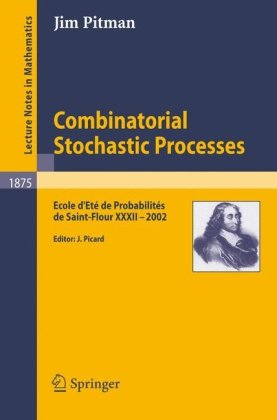 Jim Pitman
Lecture Notes in Mathematics
1875
Combinatorial
Stochastic Processes
Ecole d'Eté de Probabilités
de Saint-Flour XXXII – 2002
Editor: J. Picard
Springer